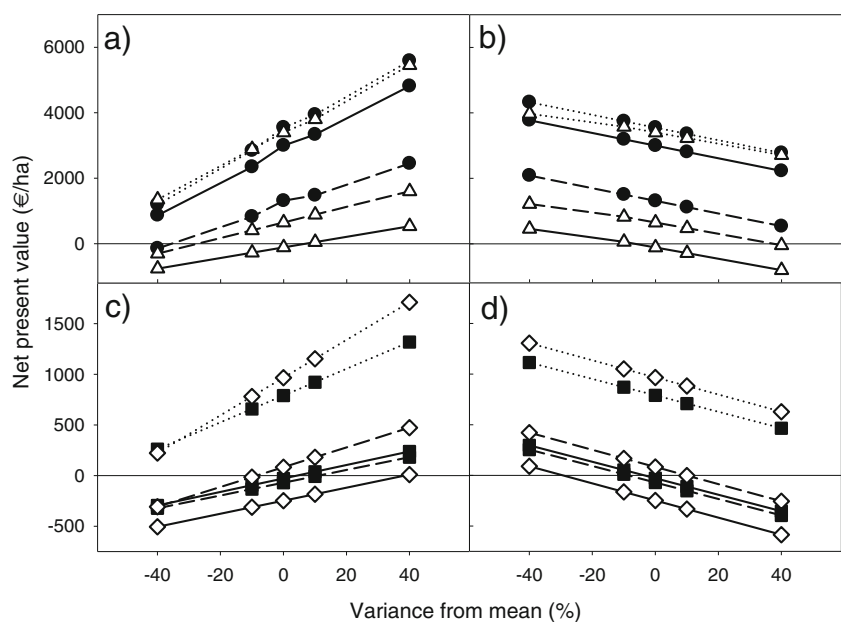 a)
b)
6000
4000
2000
0
c)
d)
1500
1000
500
0
-500
-40 -20 0 20 40
-40 -20 0 20 40
Net present value (€/ha)
Variance from mean (%)